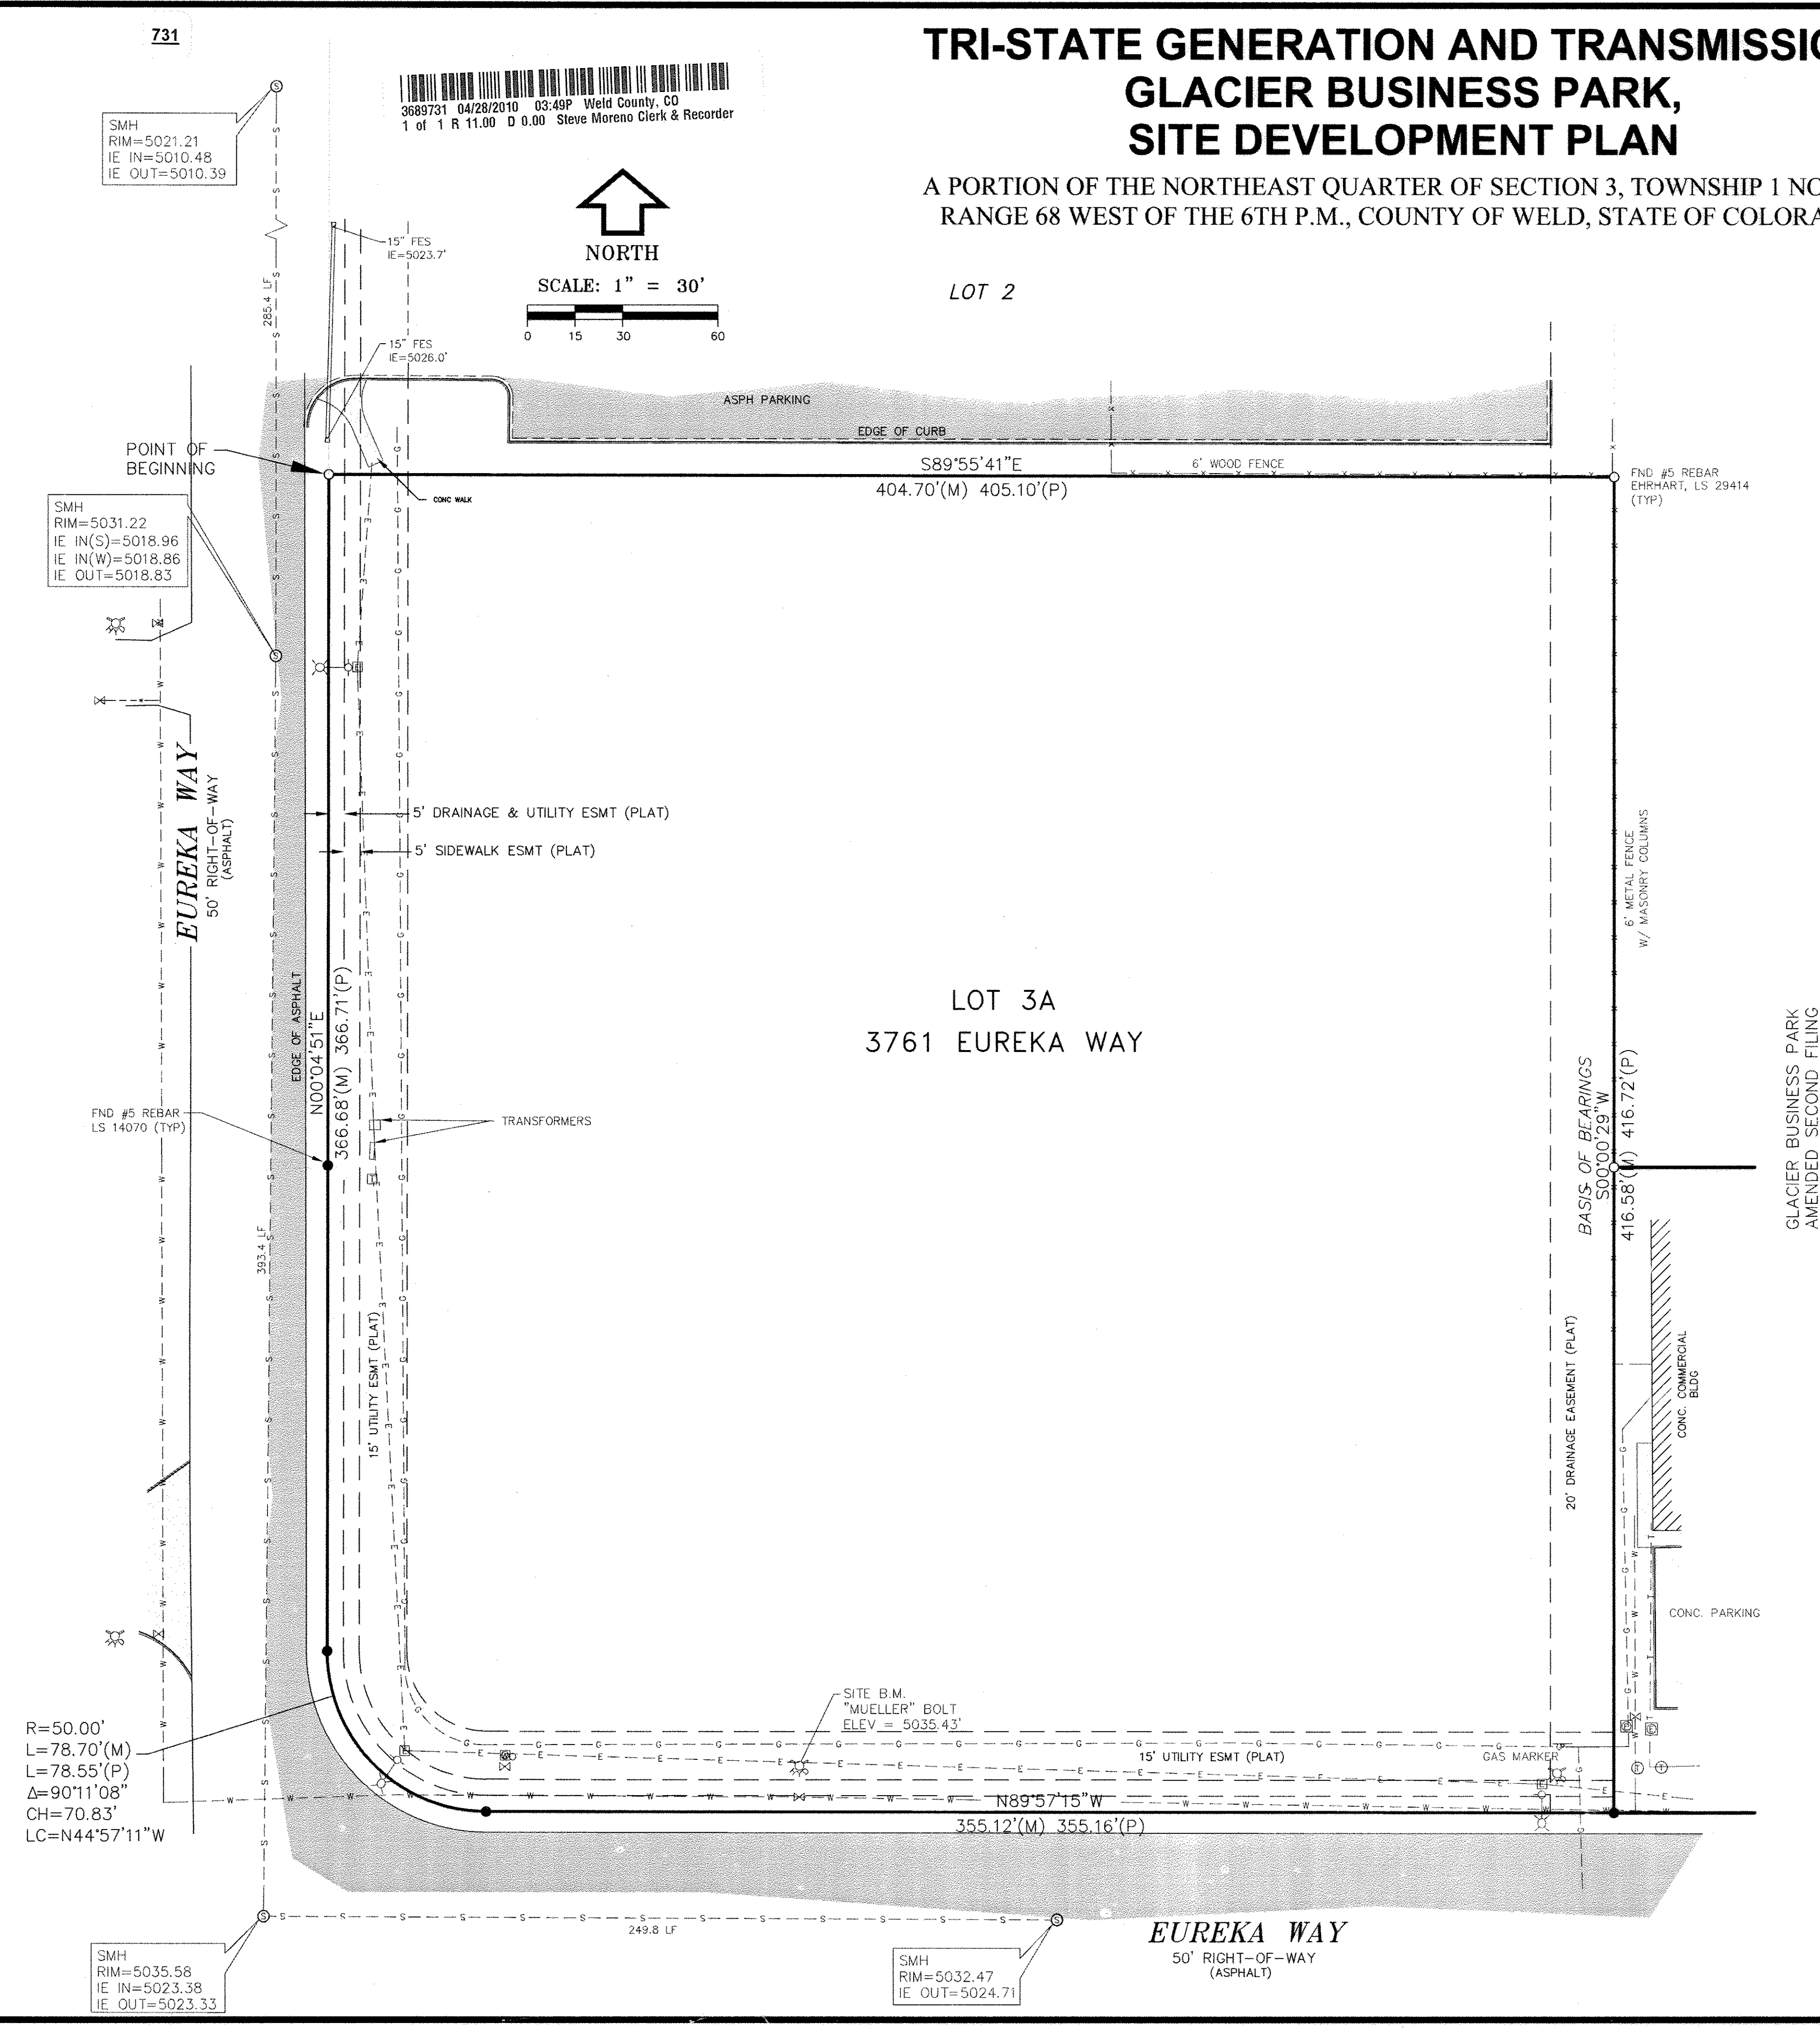 731
3689731 04/28/2010 03:49P Weld County, CO
1 of 1 R 11.00 D 0.00 Steve Moreno Clerk & Recorder
TRI-STATE GENERATION AND
GLACIER BUSINESS PARK,
SITE DEVELOPMENT PLAN
A PORTION OF THE NORTHEAST QUARTER OF SECTION 3, TOWNSHIP 1
RANGE 68 WEST OF THE 6TH P.M., COUNTY OF WELD, STATE OF
SMH
RIM=5021.21
IE IN=5010.48
IE OUT=5010.39
NORTH
SCALE: 1" = 30'
0 15 30 60
15" FES
IE=5023.7'
285.4 LF
LOT 2
15" FES
IE=5026.0'
ASPH PARKING
EDGE OF CURB
POINT OF
BEGINNING
S89°55'41"E
404.70'(M) 405.10'(P)
6' WOOD FENCE
FND #5 REBAR
EHRHART, LS 29414
(TYP)
CONC WALK
SMH
RIM=5031.22
IE IN(S)=5018.96
IE IN(W)=5018.86
IE OUT=5018.83
EUREKA WAY
50' RIGHT-OF-WAY
(ASPHALT)
5' DRAINAGE & UTILITY ESMT (PLAT)
5' SIDEWALK ESMT (PLAT)
6' METAL FENCE
W/ MASONRY COLUMNS
EDGE OF ASPHALT
N00°04'51"E
366.68'(M) 366.71'(P)
LOT 3A
3761 EUREKA WAY
BASIS OF BEARINGS
S00°00'29"W
416.58'(M) 416.72'(P)
GLACIER BUSINESS PARK
AMENDED SECOND FILING
FND #5 REBAR
LS 14070 (TYP)
TRANSFORMERS
393.4 LF
15' UTILITY ESMT (PLAT)
20' DRAINAGE EASEMENT (PLAT)
CONC. COMMERCIAL
BLDG
CONC. PARKING
SITE B.M.
"MUELLER" BOLT
ELEV = 5035.43'
R=50.00'
L=78.70'(M)
L=78.55'(P)
Δ=90°11'08"
CH=70.83'
LC=N44°57'11"W
15' UTILITY ESMT (PLAT)
GAS MARKER
N89°57'15"W
355.12'(M) 355.16'(P)
249.8 LF
EUREKA WAY
50' RIGHT-OF-WAY
(ASPHALT)
SMH
RIM=5035.58
IE IN=5023.38
IE OUT=5023.33
SMH
RIM=5032.47
IE OUT=5024.71